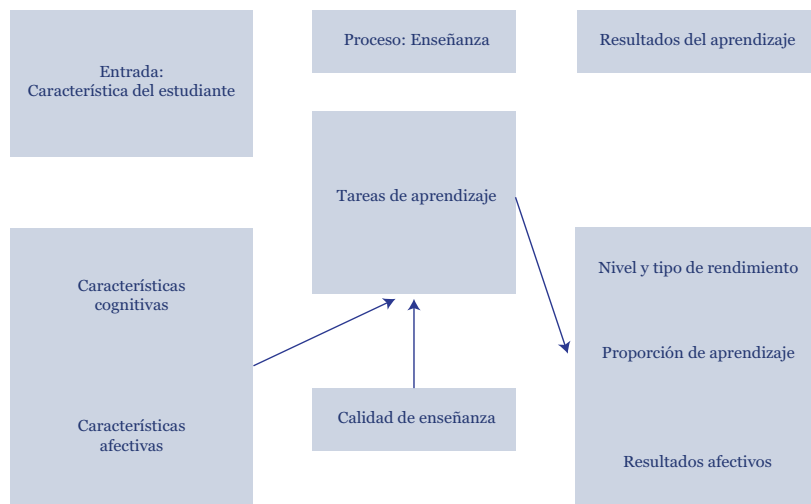 Entrada:
Característica del estudiante
Proceso: Enseñanza
Resultados del aprendizaje
Tareas de aprendizaje
Características
cognitivas
Características
afectivas
Calidad de enseñanza
Nivel y tipo de rendimiento
Proporción de aprendizaje
Resultados afectivos